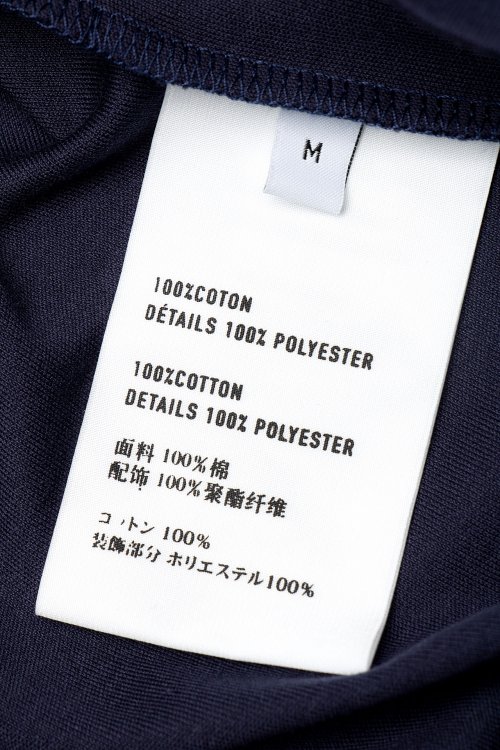 M
100%COTON
DÉTAILS 100% POLYESTER
100%COTTON
DETAILS 100% POLYESTER
面料 100%棉
配饰 100%聚酯纤维
コットン 100%
装飾部分 ホリエステル100%